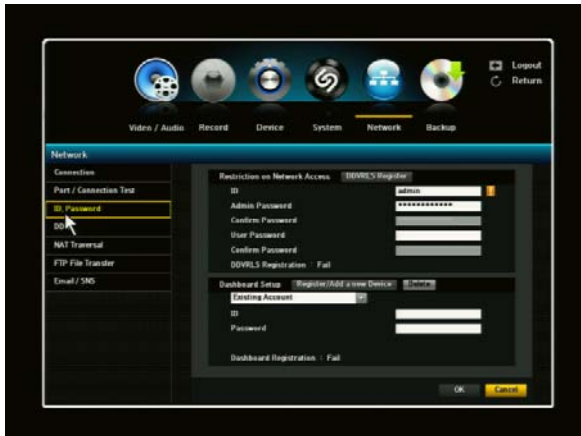 Logout
Return
Video / Audio Record Device System Network Backup
Network
Connection
Port / Connection Test
ID, Password
NAT Traversal
FTP File Transfer
Email / SNS
Restriction on Network Access DDVRLS Register
ID admin
Admin Password ************
Confirm Password
User Password
Confirm Password
DDVRLS Registration : Fail
Dashboard Setup Register/Add a new Device Delete
Existing Account
ID
Password
Dashboard Registration : Fail
OK Cancel